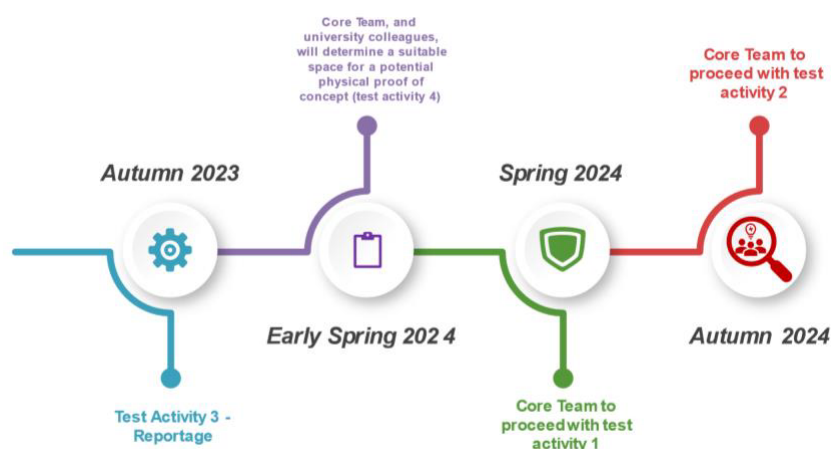 Core Team, and
university colleagues,
will determine a suitable
space for a potential
physical proof of
concept (test activity 4)
Core Team to
proceed with test
activity 2
Autumn 2023
Spring 2024
Early Spring 2024
Autumn 2024
Test Activity 3 -
Reportage
Core Team to
proceed with test
activity 1